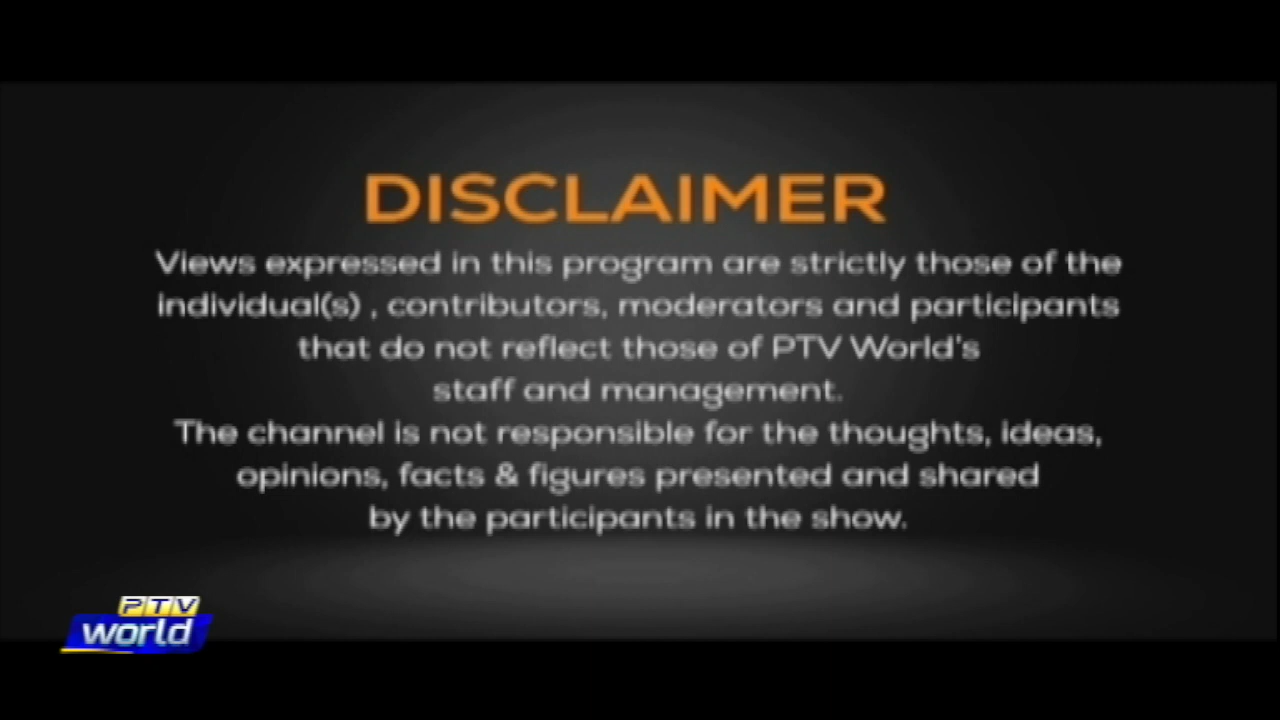 DISCLAIMER
Views expressed in this program are strictly those of the
individual(s) , contributors, moderators and participants
that do not reflect those of PTV World's
staff and management.
The channel is not responsible for the thoughts, ideas,
opinions, facts & figures presented and shared
by the participants in the show.
PTV
world